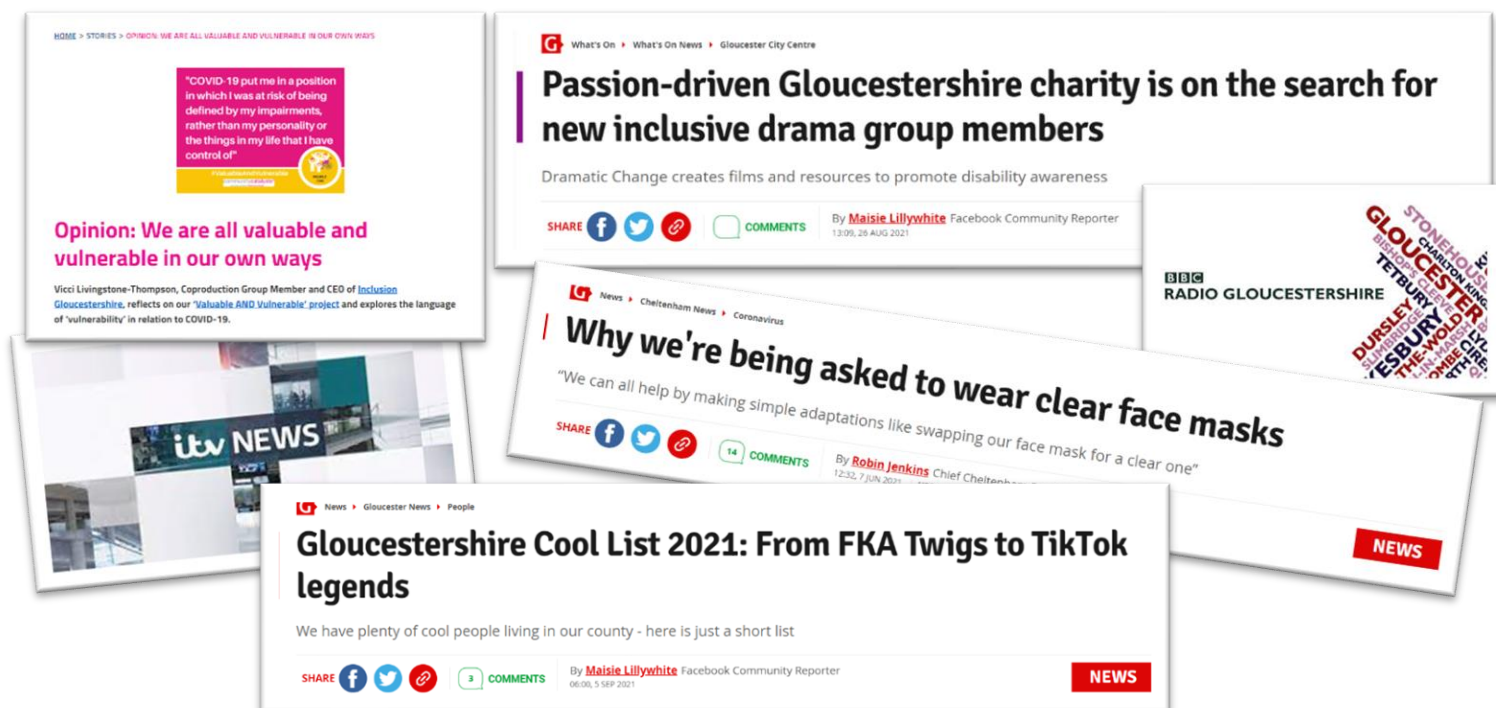 HOME > STORIES > OPINION: WE ARE ALL VALUABLE AND VULNERABLE IN OUR OWN WAYS
"COVID-19 put me in a position
in which I was at risk of being
defined by my impairments,
rather than my personality or
the things in my life that I have
control of"
#ValuableAndVulnerable
Opinion: We are all valuable and
vulnerable in our own ways
Vicci Livingstone-Thompson, Coproduction Group Member and CEO of Inclusion
Gloucestershire, reflects on our 'Valuable AND Vulnerable' project and explores the language
of 'vulnerability' in relation to COVID-19.
G What's On What's On News Gloucester City Centre
Passion-driven Gloucestershire charity is on the search for
new inclusive drama group members
Dramatic Change creates films and resources to promote disability awareness
SHARE f COMMENTS By Maisie Lillywhite Facebook Community Reporter
13:09, 26 AUG 2021
BBC
RADIO GLOUCESTERSHIRE
STONEHOUSE
GLOUCESTER
CHARLTON KING
BISHOP'S CLEEVE
TETBURY
DURSLEY
SLIMBRIDGE
itv NEWS
News Cheltenham News Coronavirus
Why we're being asked to wear clear face masks
"We can all help by making simple adaptations like swapping our face mask for a clear one"
SHARE f 14 COMMENTS By Robin Jenkins Chief
12:32, 7 JUN 2021
NEWS
News Gloucester News People
Gloucestershire Cool List 2021: From FKA Twigs to TikTok
legends
We have plenty of cool people living in our county - here is just a short list
SHARE f 3 COMMENTS By Maisie Lillywhite Facebook Community Reporter
06:00, 5 SEP 2021
NEWS